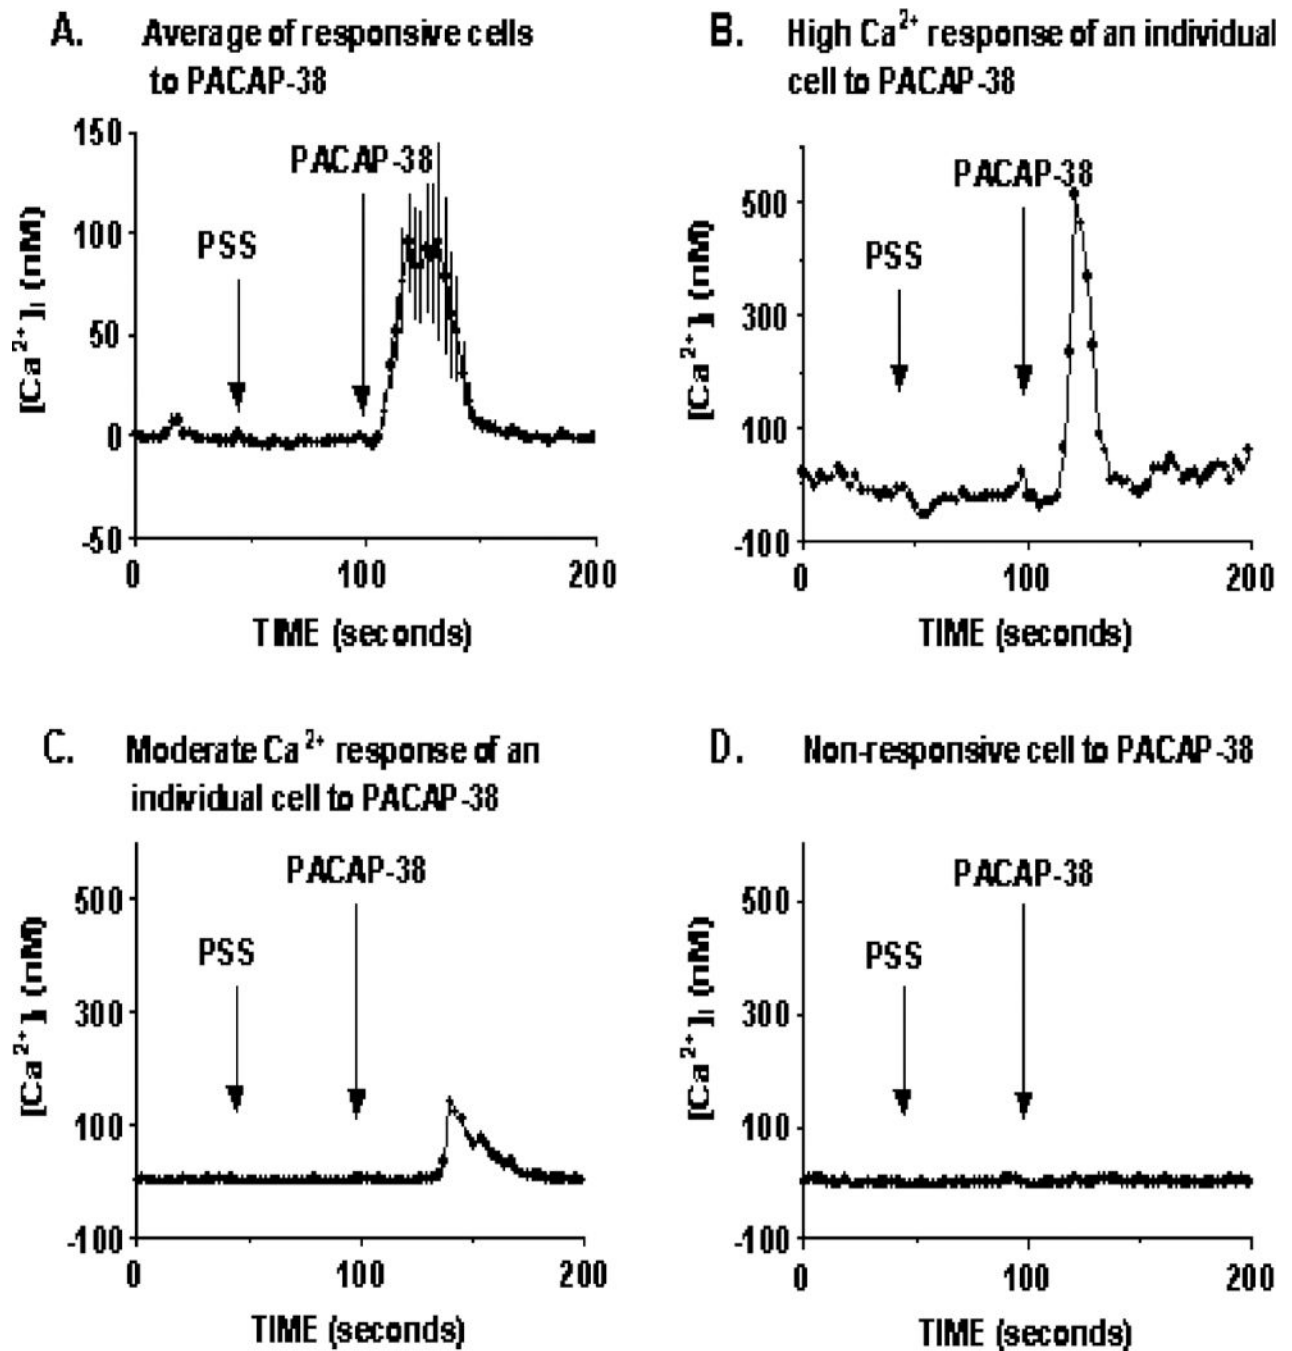 A. Average of responsive cells
to PACAP-38
150
100
50
0
-50
[Ca²⁺]ᵢ (nM)
PSS
PACAP-38
0 100 200
TIME (seconds)
B. High Ca²⁺ response of an individual
cell to PACAP-38
500
300
100
-100
[Ca²⁺]ᵢ (nM)
PSS
PACAP-38
0 100 200
TIME (seconds)
C. Moderate Ca²⁺ response of an
individual cell to PACAP-38
500
300
100
-100
[Ca²⁺]ᵢ (nM)
PSS
PACAP-38
0 100 200
TIME (seconds)
D. Non-responsive cell to PACAP-38
500
300
100
-100
[Ca²⁺]ᵢ (nM)
PSS
PACAP-38
0 100 200
TIME (seconds)